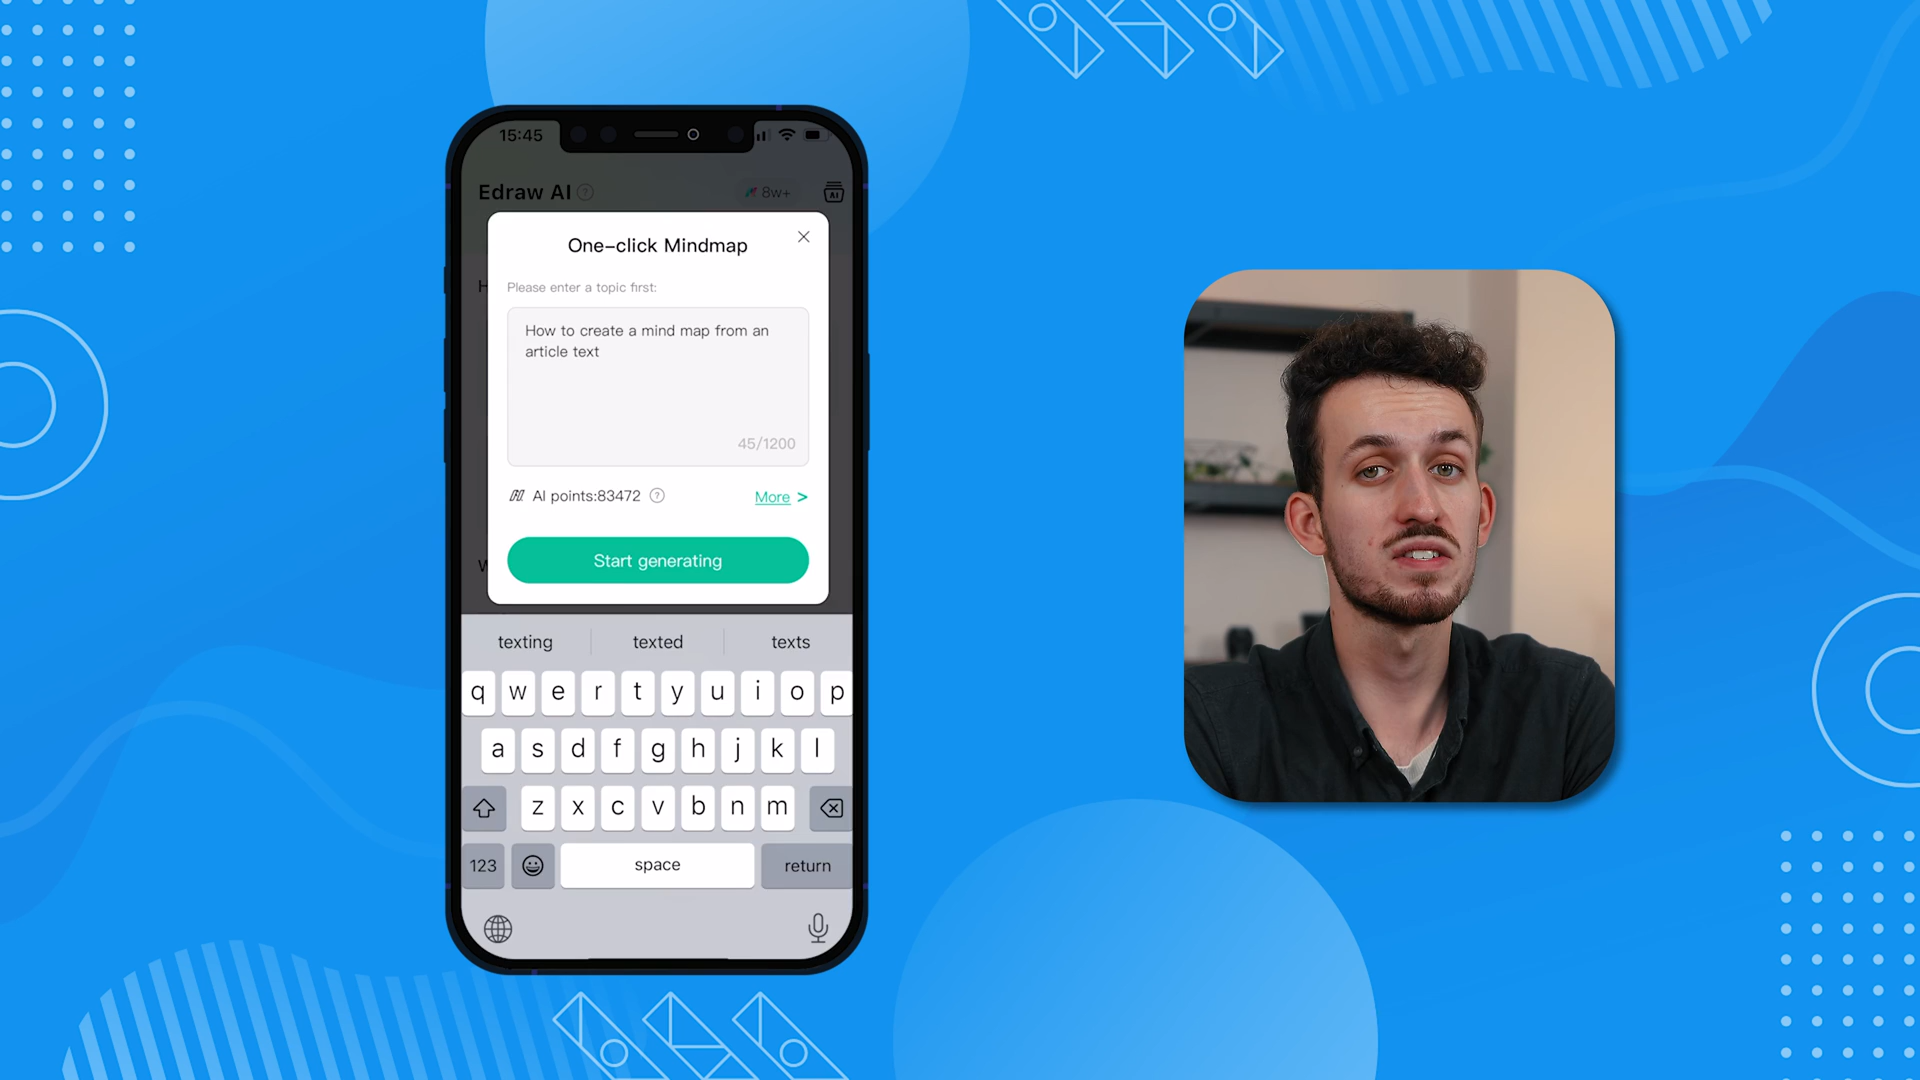 15:45
Edraw AI ?
8w+
AI
H
One-click Mindmap
Please enter a topic first:
How to create a mind map from an
article text
45/1200
AI points:83472 ?
More >
Start generating
W
texting texted texts
q w e r t y u i o p
a s d f g h j k l
z x c v b n m
123 space return